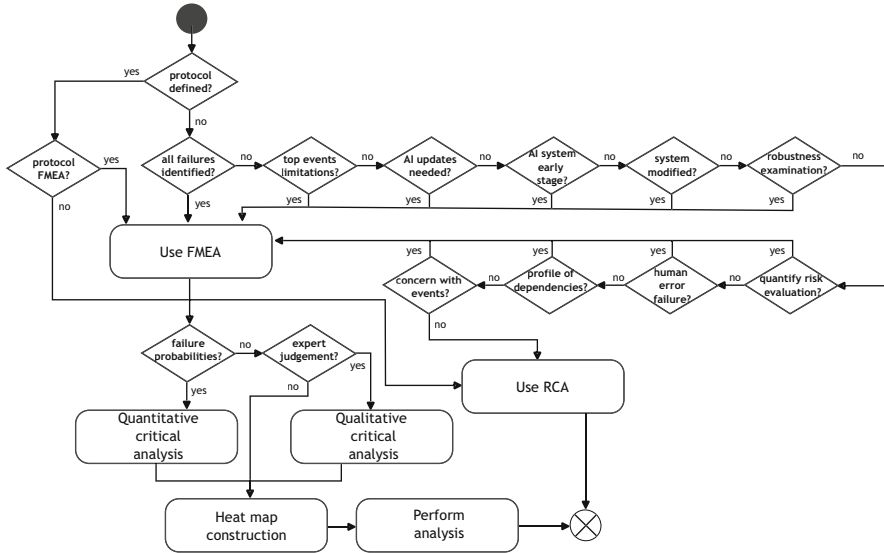 protocol
defined?
yes
no
protocol
FMEA?
yes
no
all failures
identified?
no
yes
top events
limitations?
no
yes
AI updates
needed?
no
yes
AI system
early
stage?
no
yes
system
modified?
no
yes
robustness
examination?
no
yes
Use FMEA
quantify risk
evaluation?
yes
no
human
error
failure?
yes
no
profile of
dependencies?
yes
no
concern with
events?
yes
no
failure
probabilities?
no
yes
expert
judgement?
yes
no
Use RCA
Quantitative
critical
analysis
Qualitative
critical
analysis
Heat map
construction
Perform
analysis